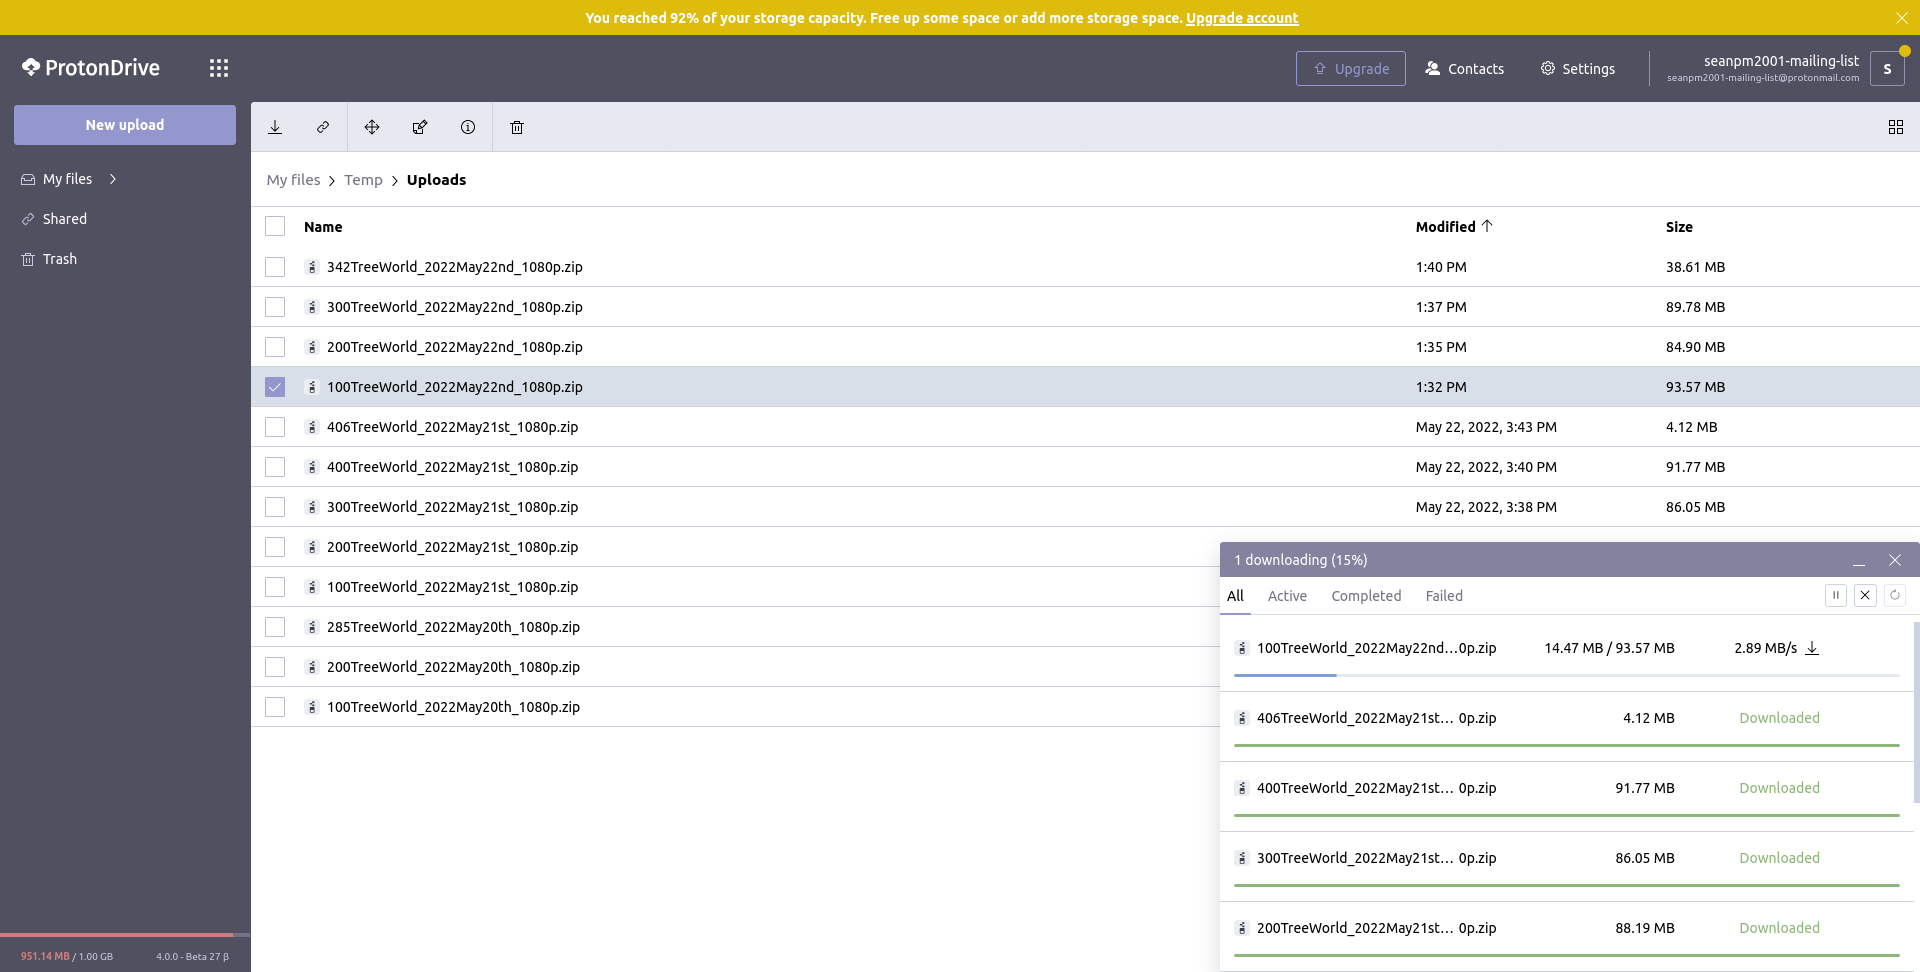 You reached 92% of your storage capacity. Free up some space or add more storage space. Upgrade account
ProtonDrive
Upgrade
Contacts
Settings
seanpm2001-mailing-list
seanpm2001-mailing-list@protonmail.com
S
New upload
My files
Shared
Trash
My files > Temp > Uploads
Name Modified Size
342TreeWorld_2022May22nd_1080p.zip 1:40 PM 38.61 MB
300TreeWorld_2022May22nd_1080p.zip 1:37 PM 89.78 MB
200TreeWorld_2022May22nd_1080p.zip 1:35 PM 84.90 MB
100TreeWorld_2022May22nd_1080p.zip 1:32 PM 93.57 MB
406TreeWorld_2022May21st_1080p.zip May 22, 2022, 3:43 PM 4.12 MB
400TreeWorld_2022May21st_1080p.zip May 22, 2022, 3:40 PM 91.77 MB
300TreeWorld_2022May21st_1080p.zip May 22, 2022, 3:38 PM 86.05 MB
200TreeWorld_2022May21st_1080p.zip
100TreeWorld_2022May21st_1080p.zip
285TreeWorld_2022May20th_1080p.zip
200TreeWorld_2022May20th_1080p.zip
100TreeWorld_2022May20th_1080p.zip
1 downloading (15%)
All Active Completed Failed
100TreeWorld_2022May22nd...0p.zip 14.47 MB / 93.57 MB 2.89 MB/s
406TreeWorld_2022May21st... 0p.zip 4.12 MB Downloaded
400TreeWorld_2022May21st... 0p.zip 91.77 MB Downloaded
300TreeWorld_2022May21st... 0p.zip 86.05 MB Downloaded
200TreeWorld_2022May21st... 0p.zip 88.19 MB Downloaded
951.14 MB / 1.00 GB 4.0.0 - Beta 27 β